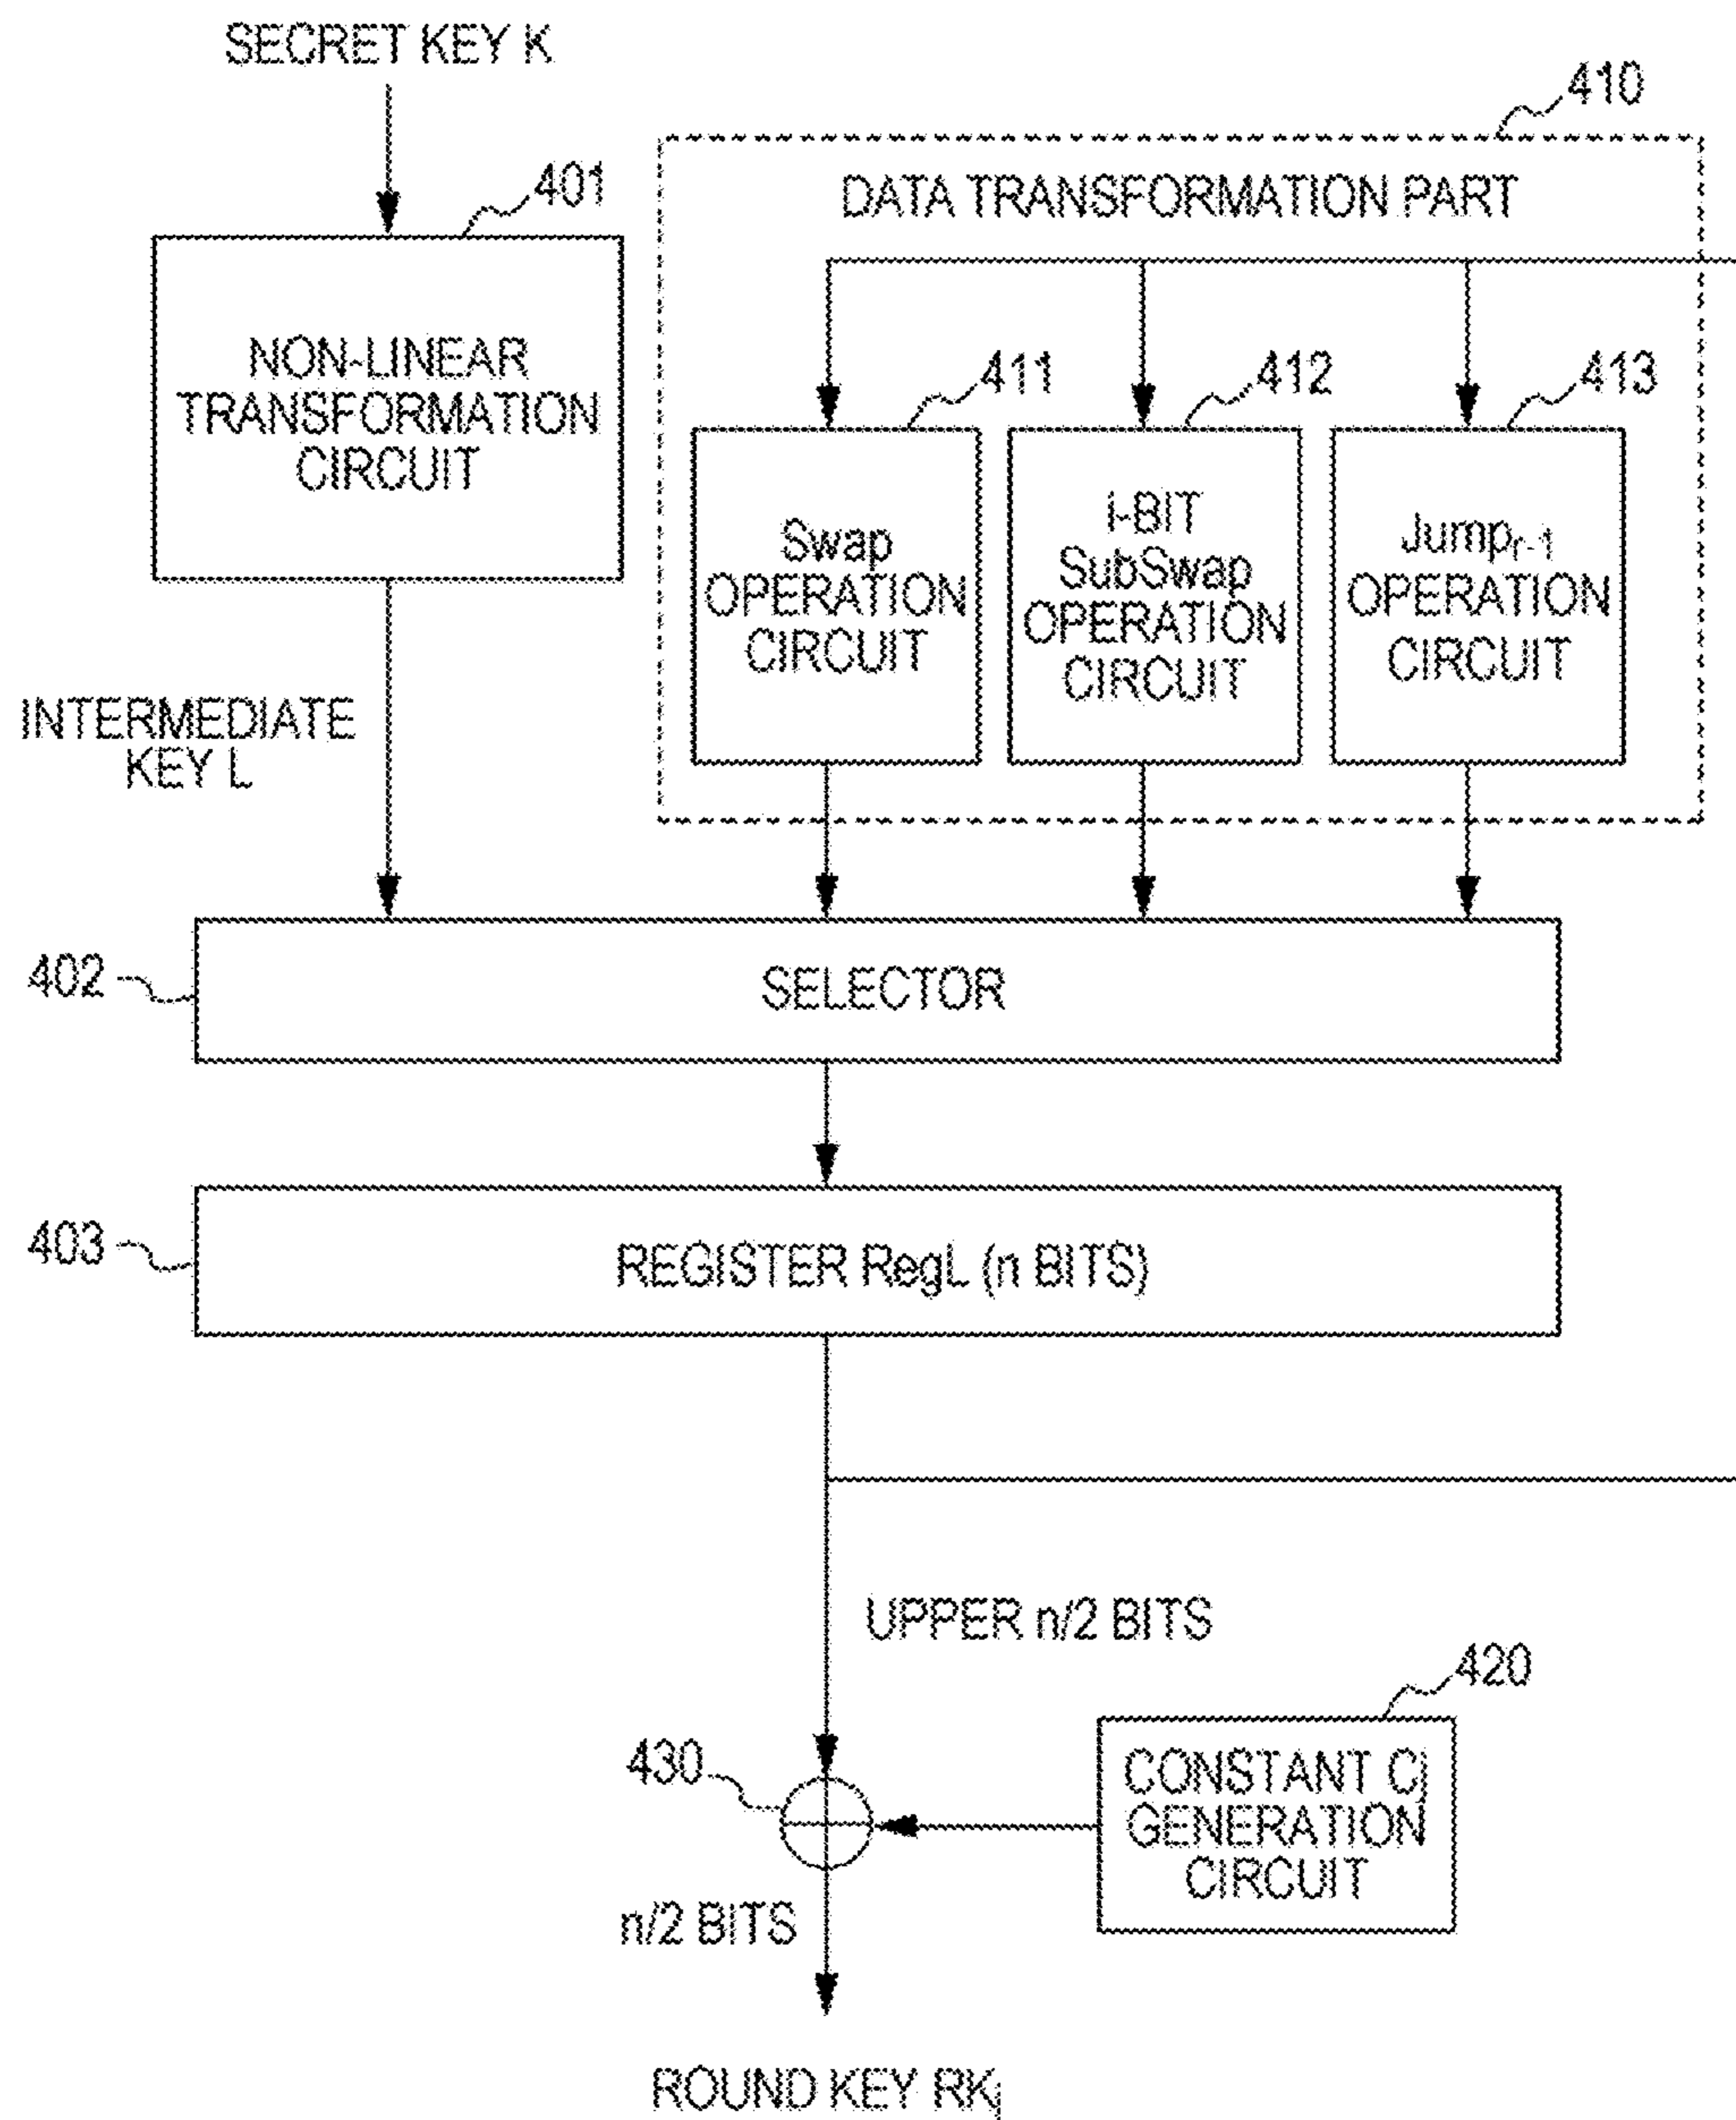 SECRET KEY K
410
401
DATA TRANSFORMATION PART
NON-LINEAR
TRANSFORMATION
CIRCUIT
411
412
413
Swap
OPERATION
CIRCUIT
i-BIT
SubSwap
OPERATION
CIRCUIT
Jumpr-1
OPERATION
CIRCUIT
INTERMEDIATE
KEY L
402
SELECTOR
403
REGISTER RegL (n BITS)
UPPER n/2 BITS
420
430
CONSTANT Cj
GENERATION
CIRCUIT
n/2 BITS
ROUND KEY RKj